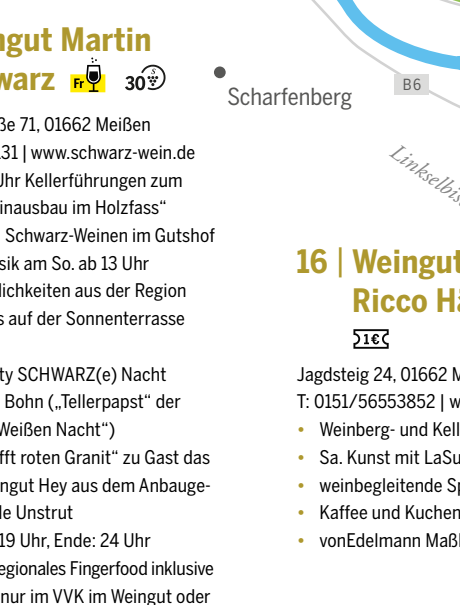 ngut Martin
warz Fr 30
ße 71, 01662 Meißen
131 | www.schwarz-wein.de
Uhr Kellerführungen zum
inausbau im Holzfass“
Schwarz-Weinen im Gutshof
sik am So. ab 13 Uhr
lichkeiten aus der Region
s auf der Sonnenterrasse
ty SCHWARZ(e) Nacht
Bohn („Tellerpapst“ der
Weißen Nacht“)
fft roten Granit“ zu Gast das
ngut Hey aus dem Anbauge-
le Unstrut
19 Uhr, Ende: 24 Uhr
egionales Fingerfood inklusive
nur im VVK im Weingut oder
Scharfenberg
B6
Linkselbis
16 | Weingut
Ricco H
1€
Jagdsteig 24, 01662 M
T: 0151/56553852 | w
• Weinberg- und Kell
• Sa. Kunst mit LaSu
• weinbegleitende Sp
• Kaffee und Kuchen
• vonEdelmann Maßl